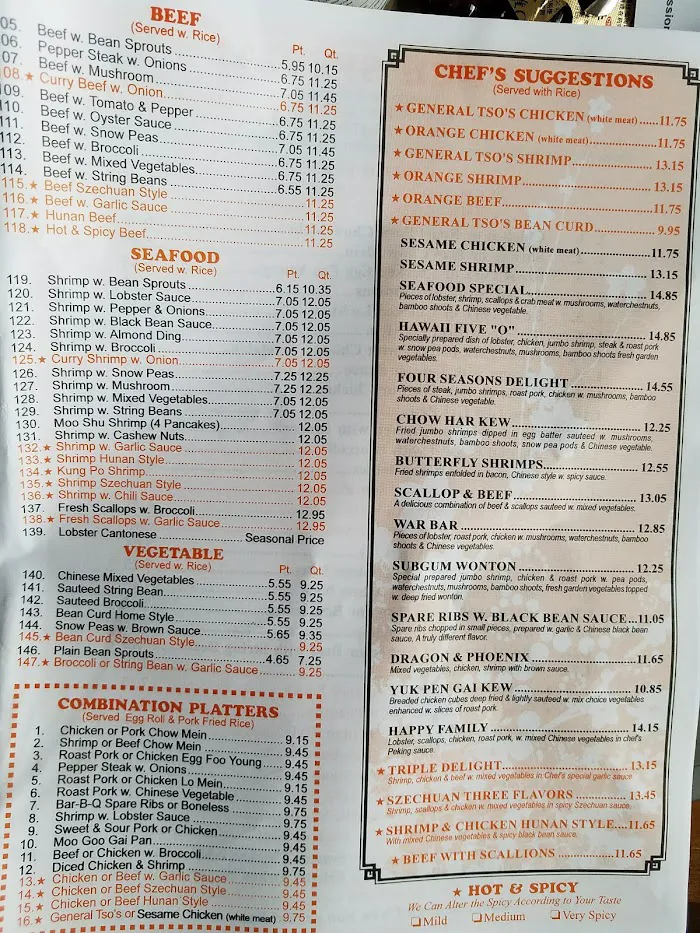 BEEF
(Served w. Rice)
Pt. Qt.
05. Beef w. Bean Sprouts 5.95 10.15
06. Pepper Steak w. Onions 6.75 11.25
07. Beef w. Mushroom 7.05 11.45
08 ★ Curry Beef w. Onion 6.75 11.25
109. Beef w. Tomato & Pepper 6.75 11.25
110. Beef w. Oyster Sauce 6.75 11.25
111. Beef w. Snow Peas 7.05 11.45
112. Beef w. Broccoli 6.75 11.25
113. Beef w. Mixed Vegetables 6.75 11.25
114. Beef w. String Beans 6.55 11.25
115.★ Beef Szechuan Style 11.25
116.★ Beef w. Garlic Sauce 11.25
117.★ Hunan Beef 11.25
118.★ Hot & Spicy Beef 11.25
SEAFOOD
(Served w. Rice)
Pt. Qt.
119. Shrimp w. Bean Sprouts 6.15 10.35
120. Shrimp w. Lobster Sauce 7.05 12.05
121. Shrimp w. Pepper & Onions 7.05 12.05
122. Shrimp w. Black Bean Sauce 7.05 12.05
123. Shrimp w. Almond Ding 7.05 12.05
124. Shrimp w. Broccoli 7.05 12.05
125.★ Curry Shrimp w. Onion 7.05 12.05
126. Shrimp w. Snow Peas 7.25 12.25
127. Shrimp w. Mushroom 7.25 12.25
128. Shrimp w. Mixed Vegetables 7.05 12.05
129. Shrimp w. String Beans 7.05 12.05
130. Moo Shu Shrimp (4 Pancakes) 12.05
131. Shrimp w. Cashew Nuts 12.05
132.★ Shrimp w. Garlic Sauce 12.05
133.★ Shrimp Hunan Style 12.05
134.★ Kung Po Shrimp 12.05
135.★ Shrimp Szechuan Style 12.05
136.★ Shrimp w. Chili Sauce 12.05
137. Fresh Scallops w. Broccoli 12.95
138.★ Fresh Scallops w. Garlic Sauce 12.95
139. Lobster Cantonese Seasonal Price
VEGETABLE
(Served w. Rice)
Pt. Qt.
140. Chinese Mixed Vegetables 5.55 9.25
141. Sauteed String Bean 5.55 9.25
142. Sauteed Broccoli 5.55 9.25
143. Bean Curd Home Style 5.55 9.25
144. Snow Peas w. Brown Sauce 5.65 9.35
145.★ Bean Curd Szechuan Style 9.25
146. Plain Bean Sprouts 4.65 7.25
147.★ Broccoli or String Bean w. Garlic Sauce 9.25
COMBINATION PLATTERS
(Served Egg Roll & Pork Fried Rice)
1. Chicken or Pork Chow Mein 9.15
2. Shrimp or Beef Chow Mein 9.45
3. Roast Pork or Chicken Egg Foo Young 9.45
4. Pepper Steak w. Onions 9.45
5. Roast Pork or Chicken Lo Mein 9.45
6. Roast Pork w. Chinese Vegetable 9.45
7. Bar-B-Q Spare Ribs or Boneless 9.75
8. Shrimp w. Lobster Sauce 9.75
9. Sweet & Sour Pork or Chicken 9.45
10. Moo Goo Gai Pan 9.45
11. Beef or Chicken w. Broccoli 9.45
12. Diced Chicken & Shrimp 9.75
13.★ Chicken or Beef w. Garlic Sauce 9.45
14.★ Chicken or Beef Szechuan Style 9.45
15.★ Chicken or Beef Hunan Style 9.45
16.★ General Tso's or Sesame Chicken (white meat) 9.75
CHEF'S SUGGESTIONS
(Served with Rice)
★ GENERAL TSO'S CHICKEN (white meat) 11.75
★ ORANGE CHICKEN (white meat) 11.75
★ GENERAL TSO'S SHRIMP 13.15
★ ORANGE SHRIMP 13.15
★ ORANGE BEEF 11.75
★ GENERAL TSO'S BEAN CURD 9.95
SESAME CHICKEN (white meat) 11.75
SESAME SHRIMP 13.15
SEAFOOD SPECIAL 14.85
Pieces of lobster, shrimp, scallops & crab meat w. mushrooms, waterchestnuts,
bamboo shoots & Chinese vegetable.
HAWAII FIVE "O" 14.85
Specially prepared dish of lobster, chicken, jumbo shrimp, steak & roast pork
w. snow pea pods, waterchestnuts, mushrooms, bamboo shoots fresh garden
vegetables.
FOUR SEASONS DELIGHT 14.55
Pieces of steak, jumbo shrimps, roast pork, chicken w. mushrooms, bamboo
shoots & Chinese vegetable.
CHOW HAR KEW 12.25
Fried jumbo shrimps dipped in egg batter sauteed w. mushrooms,
waterchestnuts, bamboo shoots, snow pea pods & Chinese vegetable.
BUTTERFLY SHRIMPS 12.55
Fried shrimps enfolded in bacon, Chinese style w. spicy sauce.
SCALLOP & BEEF 13.05
A delicious combination of beef & scallops sauteed w. mixed vegetables.
WAR BAR 12.85
Pieces of lobster, roast pork, chicken w. mushrooms, waterchestnuts, bamboo
shoots & Chinese vegetables.
SUBGUM WONTON 12.25
Special prepared jumbo shrimp, chicken & roast pork w. pea pods,
waterchestnuts, mushrooms, bamboo shoots, fresh garden vegetables topped
w. deep fried wonton.
SPARE RIBS W. BLACK BEAN SAUCE 11.05
Spare ribs chopped in small pieces, prepared w. garlic & Chinese black bean
sauce, A truly different flavor.
DRAGON & PHOENIX 11.65
Mixed vegetables, chicken, shrimp with brown sauce.
YUK PEN GAI KEW 10.85
Breaded chicken cubes deep fried & lightly sauteed w. mix choice vegetables
enhanced w. slices of roast pork.
HAPPY FAMILY 14.15
Lobster, scallops, chicken, roast pork, w. mixed Chinese vegetables in chef's
Peking sauce.
★ TRIPLE DELIGHT 13.15
Shrimp, chicken & beef w. mixed vegetables in Chef's special garlic sauce
★ SZECHUAN THREE FLAVORS 13.45
Shrimp, scallops & chicken w. mixed vegetables in spicy Szechuan sauce.
★ SHRIMP & CHICKEN HUNAN STYLE 11.65
With mixed Chinese vegetables & spicy black bean sauce.
★ BEEF WITH SCALLIONS 11.65
★ HOT & SPICY
We Can Alter the Spicy According to Your Taste
❑ Mild ❑ Medium ❑ Very Spicy